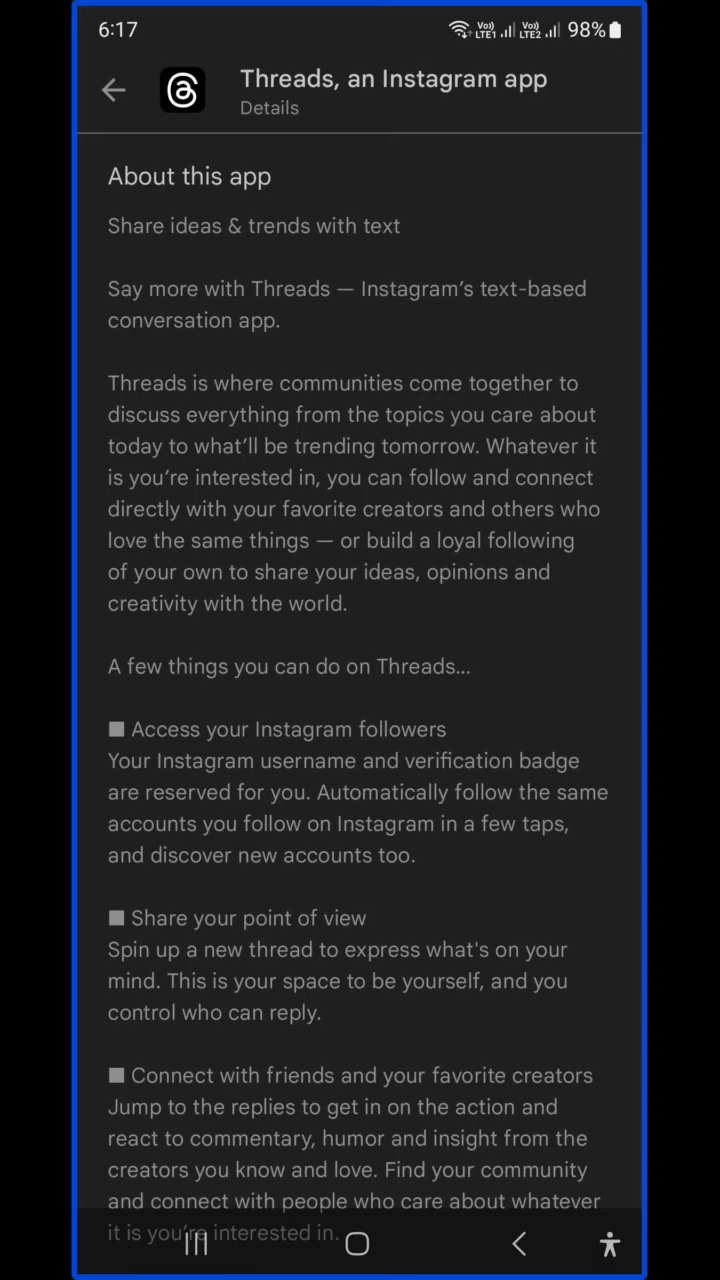 6:17
Vo)) LTE1 Vo)) LTE2 98%
Threads, an Instagram app
Details
About this app
Share ideas & trends with text
Say more with Threads — Instagram’s text-based
conversation app.
Threads is where communities come together to
discuss everything from the topics you care about
today to what’ll be trending tomorrow. Whatever it
is you’re interested in, you can follow and connect
directly with your favorite creators and others who
love the same things — or build a loyal following
of your own to share your ideas, opinions and
creativity with the world.
A few things you can do on Threads...
■ Access your Instagram followers
Your Instagram username and verification badge
are reserved for you. Automatically follow the same
accounts you follow on Instagram in a few taps,
and discover new accounts too.
■ Share your point of view
Spin up a new thread to express what's on your
mind. This is your space to be yourself, and you
control who can reply.
■ Connect with friends and your favorite creators
Jump to the replies to get in on the action and
react to commentary, humor and insight from the
creators you know and love. Find your community
and connect with people who care about whatever
it is you’re interested in.